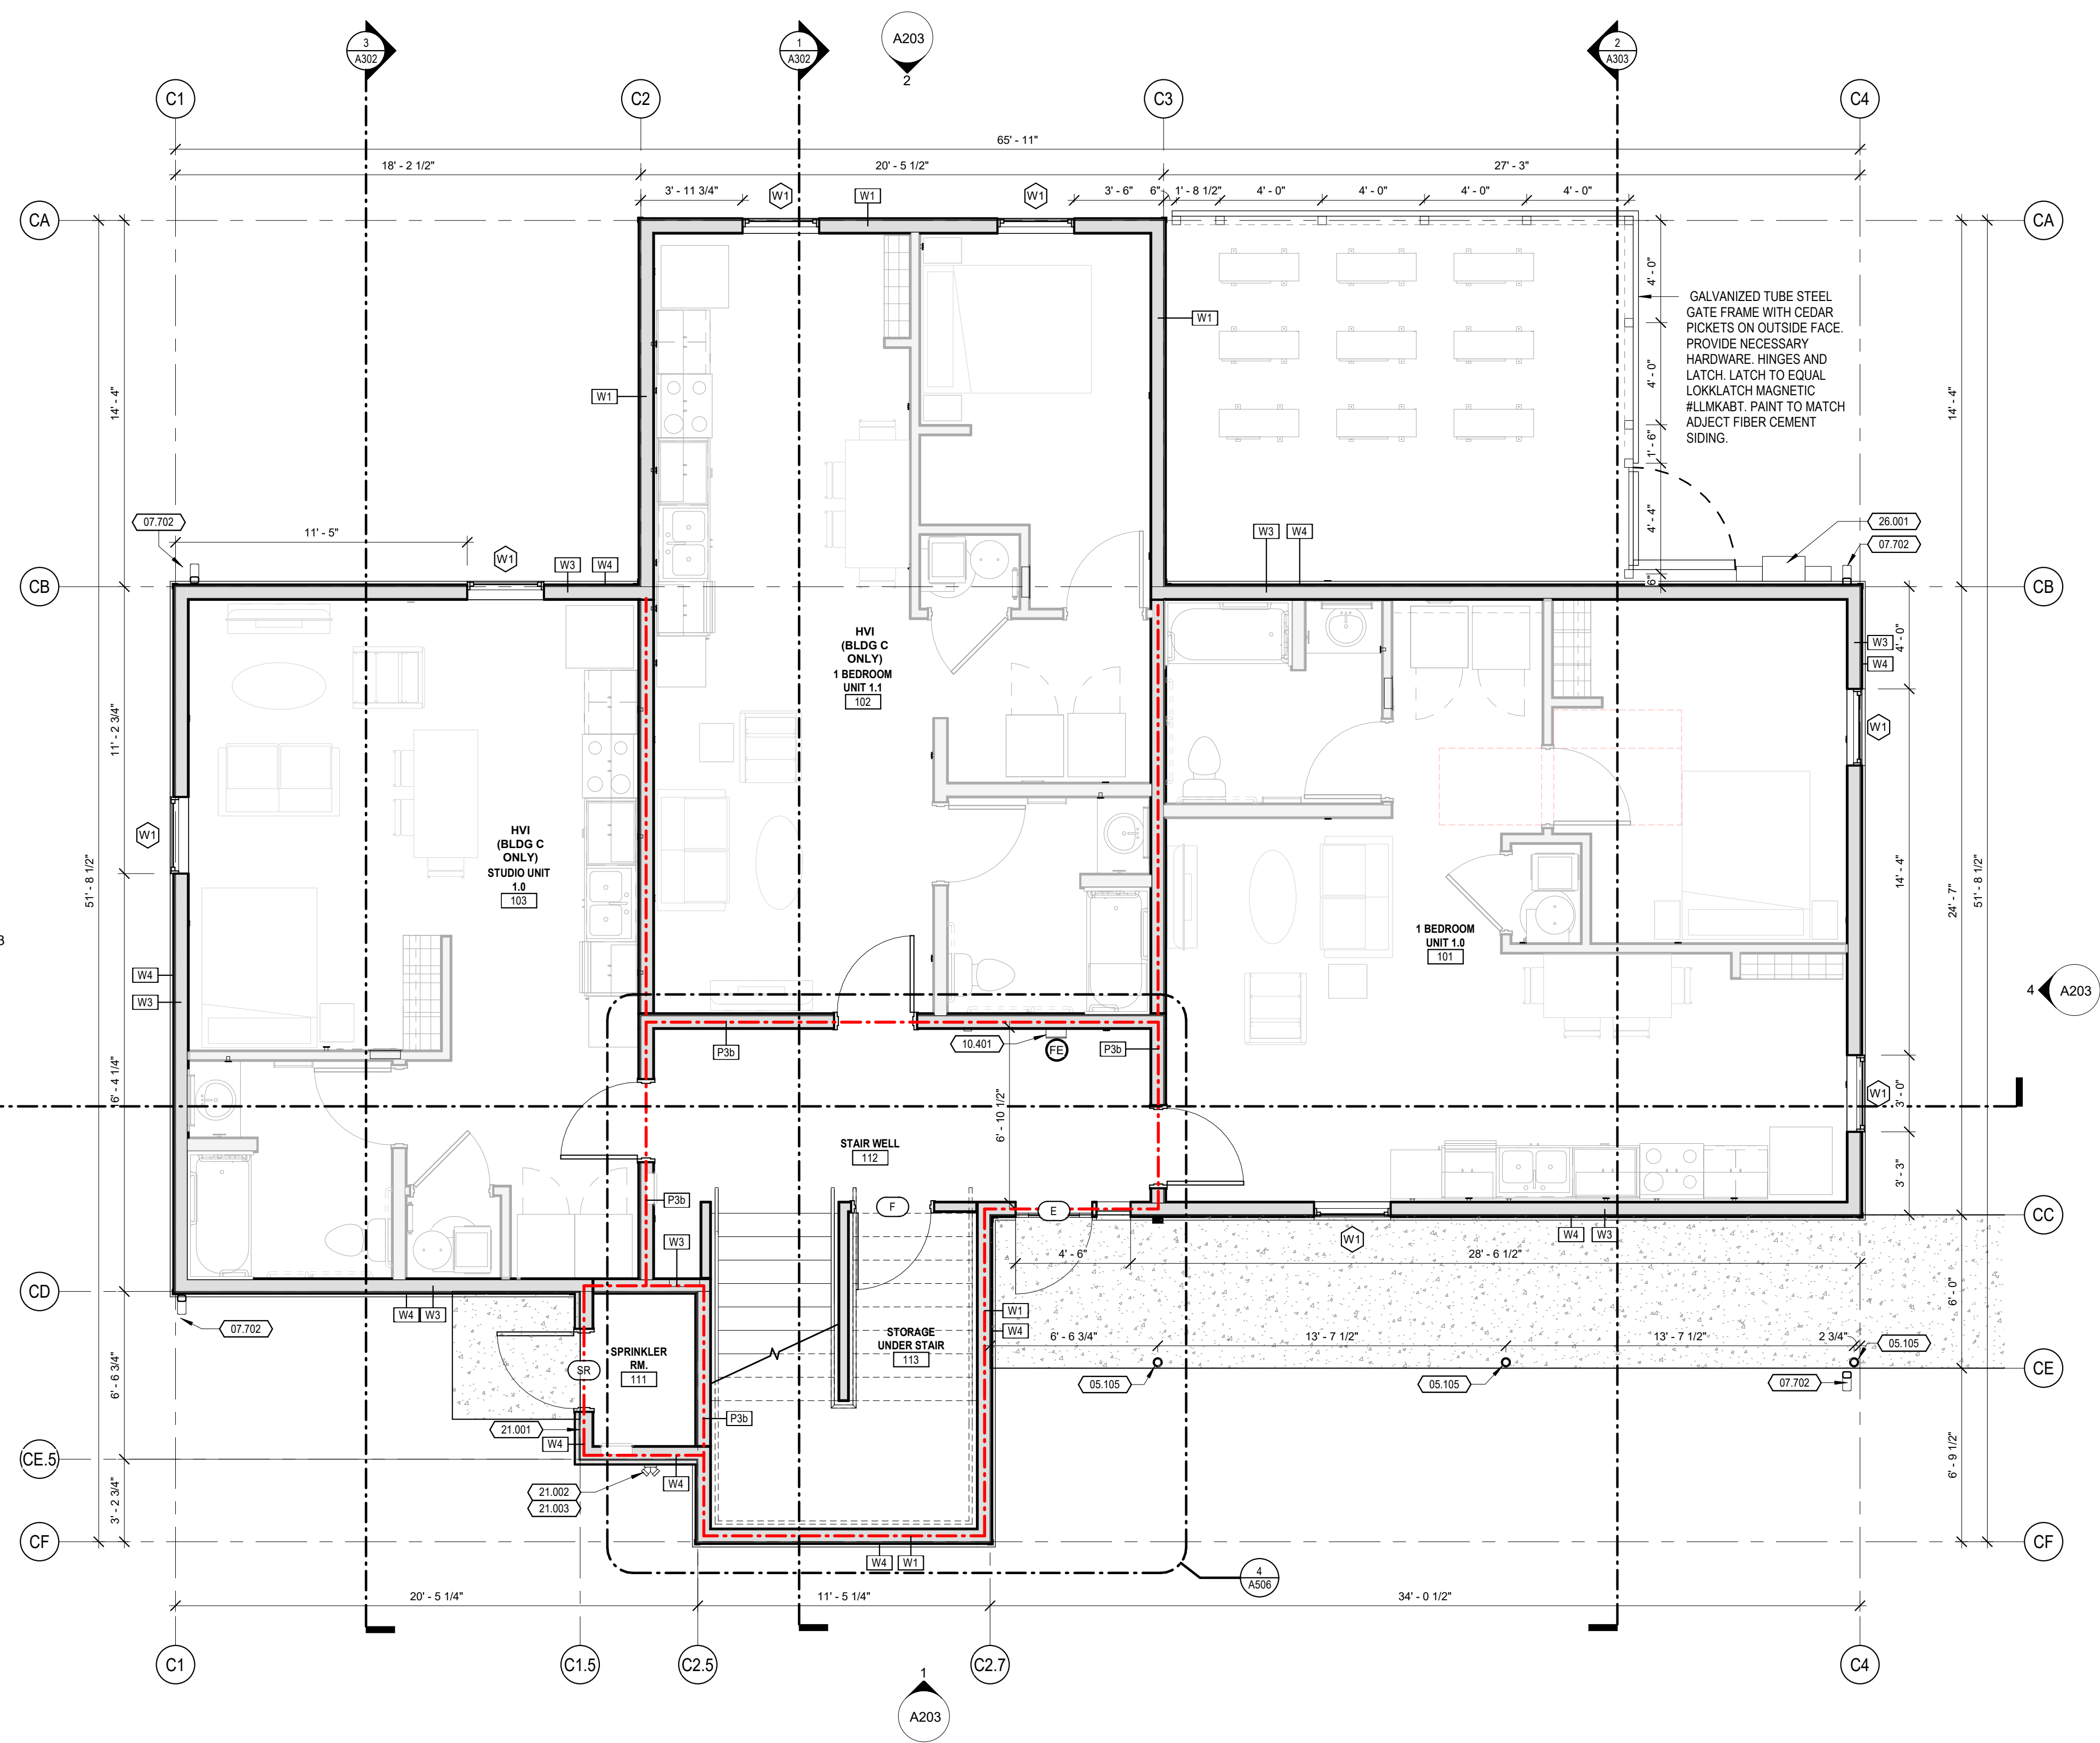 3
A302
1
A302
A203
2
2
A303
C1
C2
C3
C4
65' - 11"
18' - 2 1/2"
20' - 5 1/2"
27' - 3"
3' - 11 3/4"
W1
W1
W1
3' - 6"
6"
1' - 8 1/2"
4' - 0"
4' - 0"
4' - 0"
4' - 0"
CA
CA
4' - 0"
GALVANIZED TUBE STEEL
GATE FRAME WITH CEDAR
PICKETS ON OUTSIDE FACE.
PROVIDE NECESSARY
HARDWARE. HINGES AND
LATCH. LATCH TO EQUAL
LOKKLATCH MAGNETIC
#LLMKABT. PAINT TO MATCH
ADJECT FIBER CEMENT
SIDING.
W1
14' - 4"
W1
4' - 0"
14' - 4"
1' - 6"
07.702
11' - 5"
W1
W3
W4
W3
W4
4' - 4"
26.001
07.702
CB
6"
CB
HVI
(BLDG C
ONLY)
1 BEDROOM
UNIT 1.1
102
W3
4' - 0"
W4
11' - 2 3/4"
W1
W1
HVI
(BLDG C
ONLY)
STUDIO UNIT
1.0
103
51' - 8 1/2"
14' - 4"
24' - 7"
51' - 8 1/2"
1 BEDROOM
UNIT 1.0
101
3
W4
W3
4
A203
P3b
10.401
FE
P3b
6' - 4 1/4"
6' - 10 1/2"
W1
3' - 0"
STAIR WELL
112
3' - 3"
P3b
F
E
CC
W3
W1
W4
W3
4' - 6"
28' - 6 1/2"
CD
CD
W4
W3
07.702
W1
W4
6' - 0"
6' - 6 3/4"
13' - 7 1/2"
13' - 7 1/2"
2 3/4"
05.105
STORAGE
UNDER STAIR
113
SPRINKLER
RM.
111
SR
6' - 6 3/4"
05.105
05.105
07.702
CE
P3b
21.001
W4
CE.5
W4
21.002
21.003
6' - 9 1/2"
3' - 2 3/4"
CF
W4
W1
CF
4
A506
20' - 5 1/4"
11' - 5 1/4"
34' - 0 1/2"
C1
C1.5
C2.5
C2.7
C4
1
A203